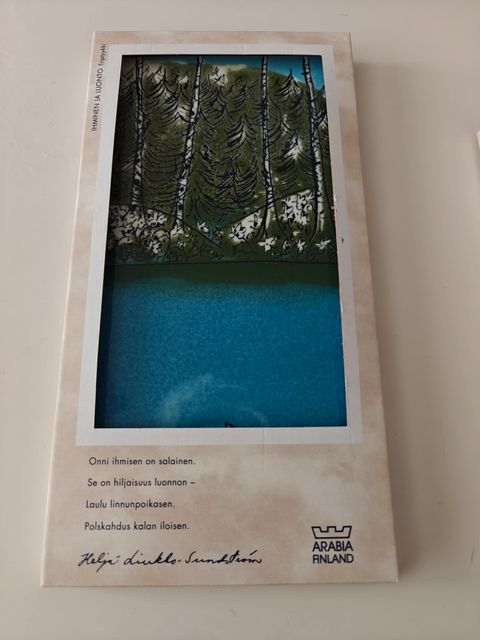 IHMINEN JA LUONTO Triptyykki
Onni ihmisen on salainen.
Se on hiljaisuus luonnon –
Laulu linnunpoikasen.
Polskahdus kalan iloisen.
Heljä Liukko-Sundström
ARABIA
FINLAND